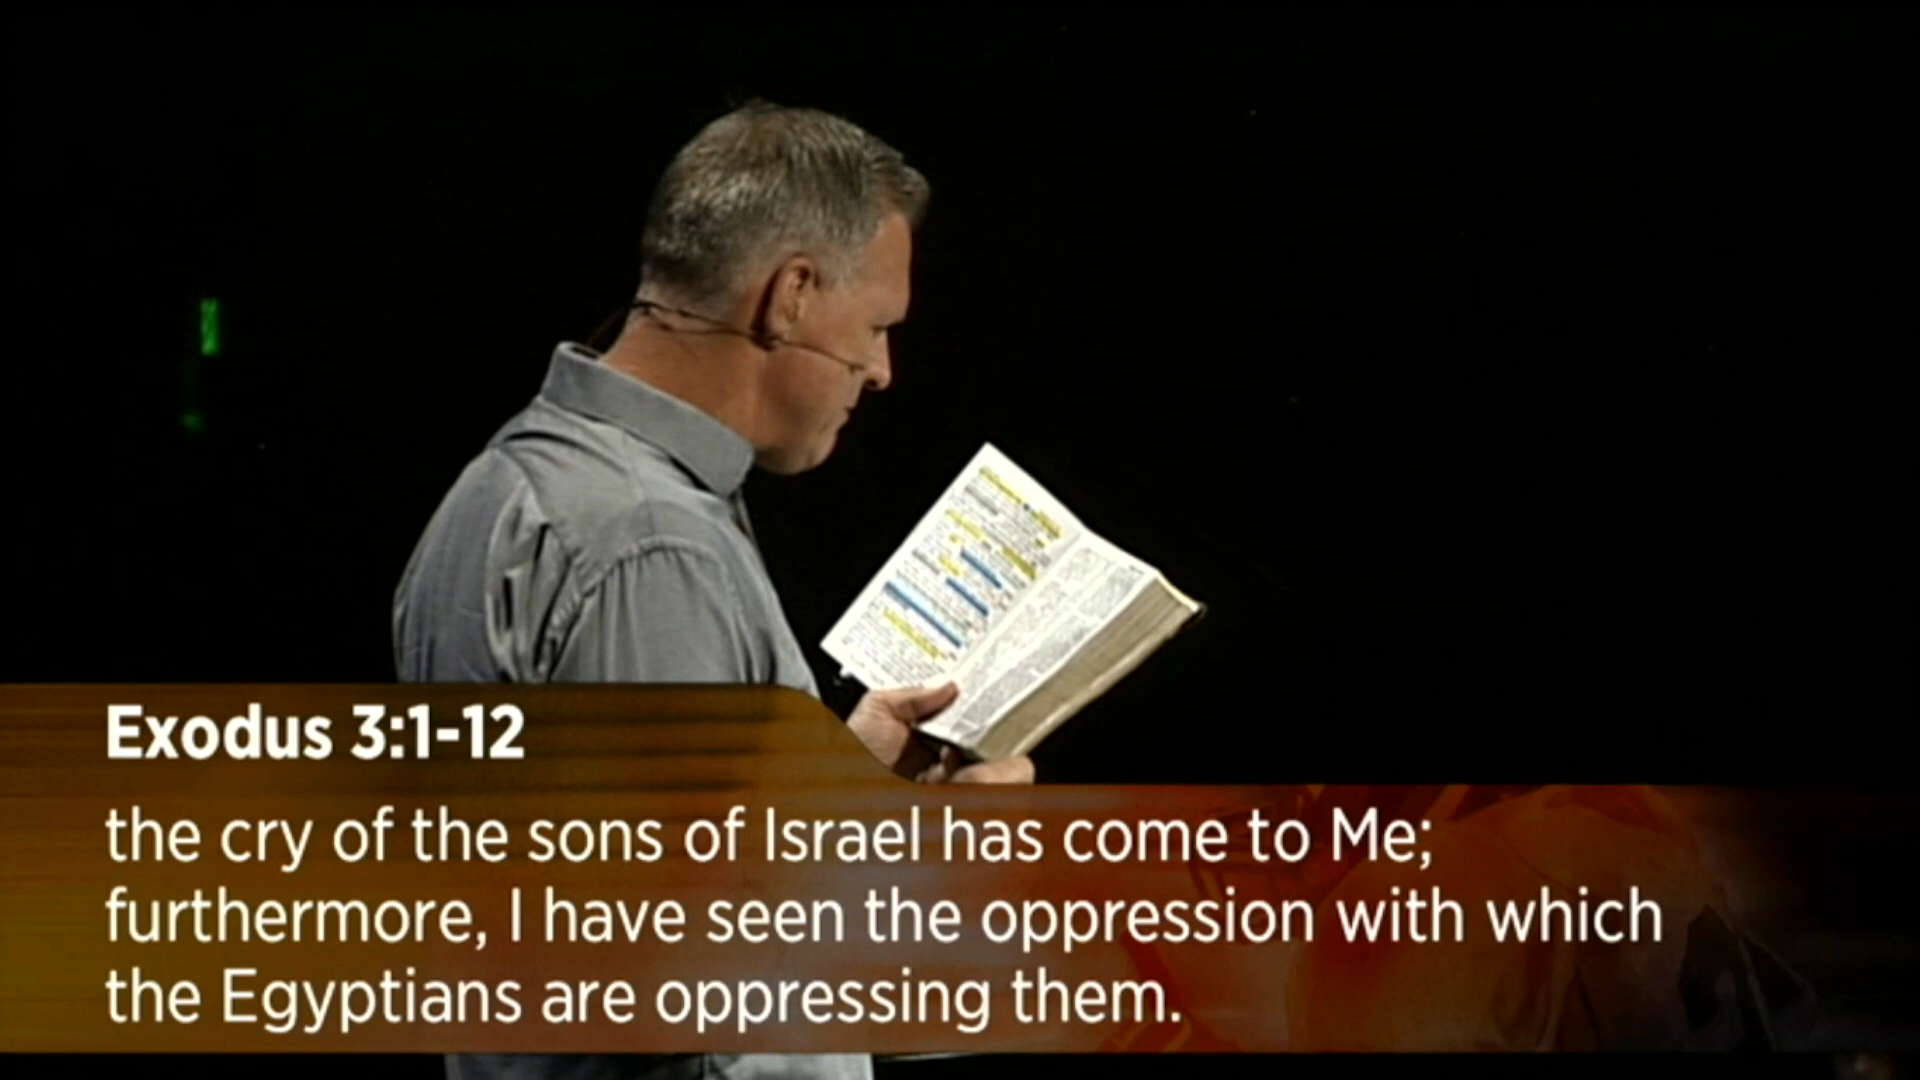 Exodus 3:1-12
the cry of the sons of Israel has come to Me;
furthermore, I have seen the oppression with which
the Egyptians are oppressing them.